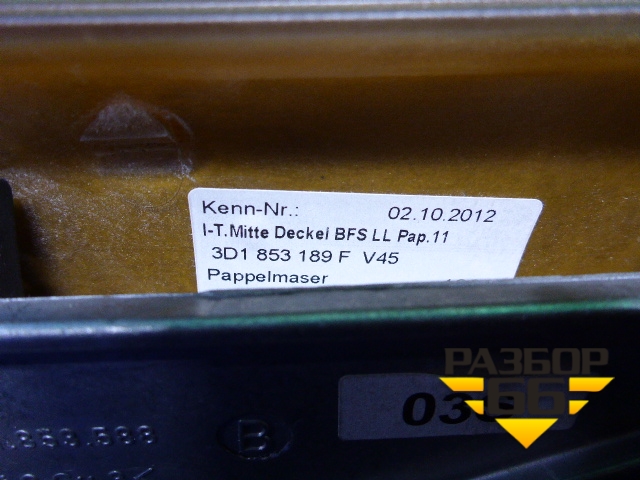 Kenn-Nr.: 02.10.2012
I-T.Mitte Deckel BFS LL Pap.11
3D1 853 189 F V45
Pappelmaser
РАЗБОР
66
B